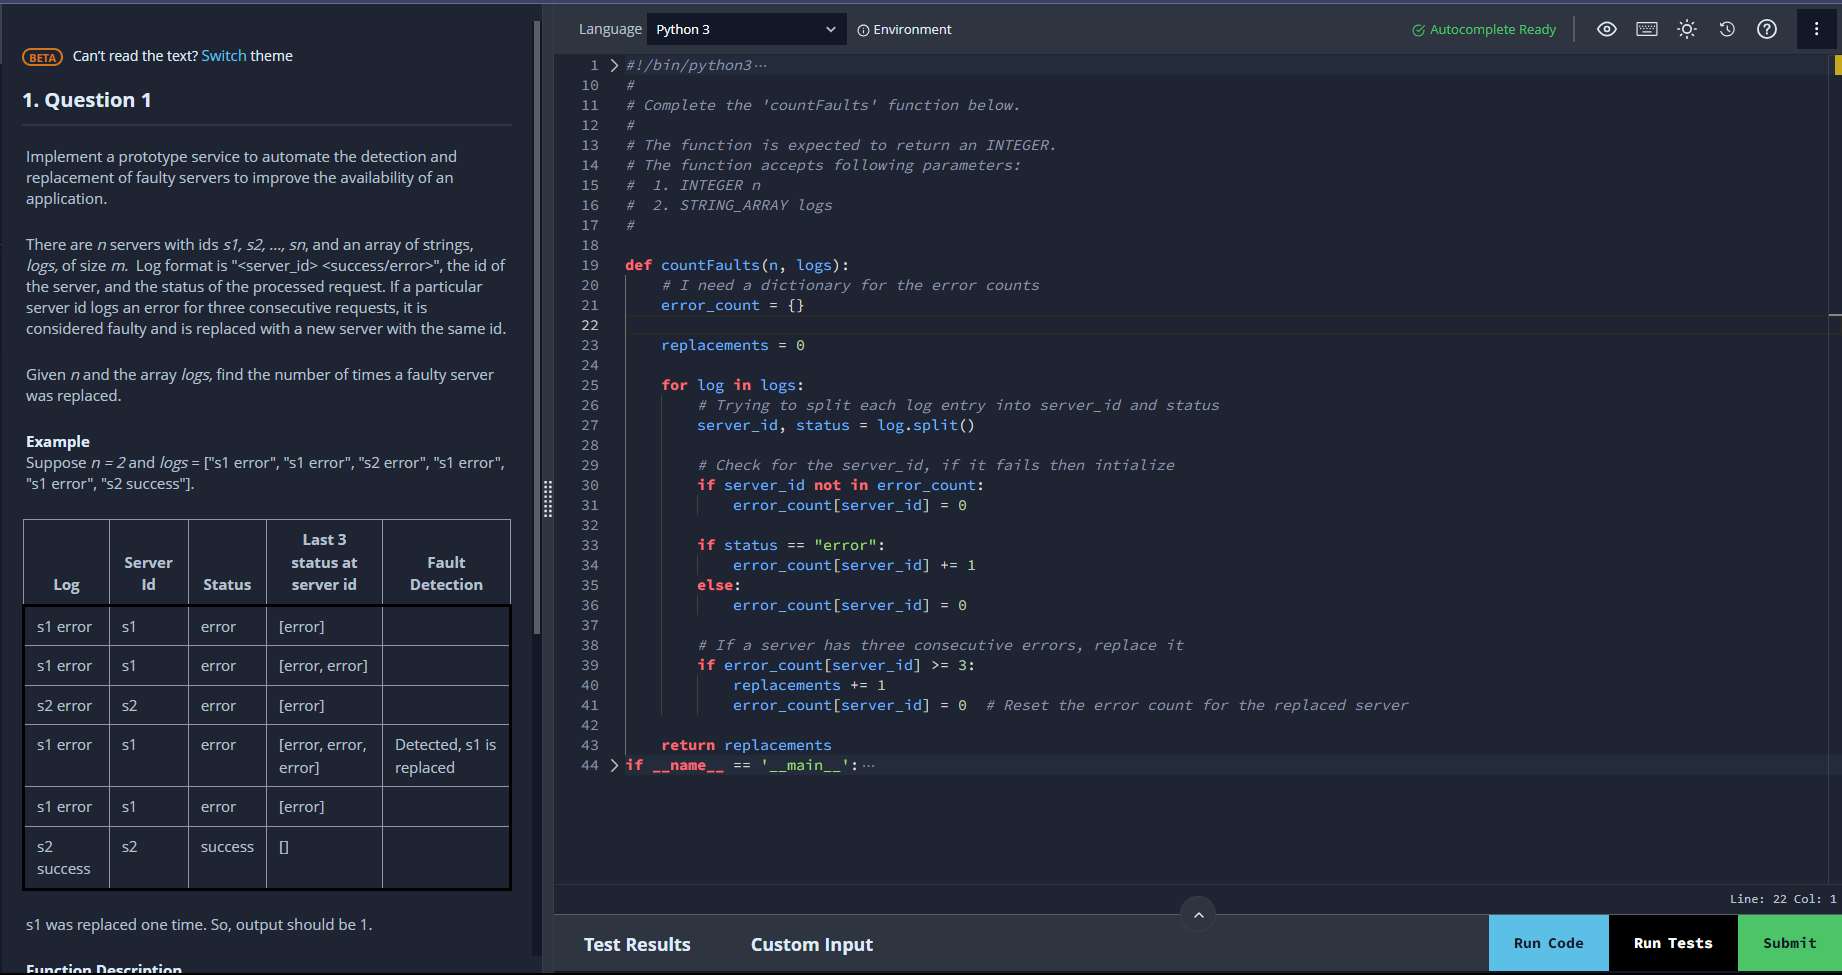 BETA Can't read the text? Switch theme
1. Question 1
Implement a prototype service to automate the detection and
replacement of faulty servers to improve the availability of an
application.
There are n servers with ids s1, s2, ..., sn, and an array of strings,
logs, of size m. Log format is "<server_id> <success/error>", the id of
the server, and the status of the processed request. If a particular
server id logs an error for three consecutive requests, it is
considered faulty and is replaced with a new server with the same id.
Given n and the array logs, find the number of times a faulty server
was replaced.
Example
Suppose n = 2 and logs = ["s1 error", "s1 error", "s2 error", "s1 error",
"s1 error", "s2 success"].
Log Server Id Status Last 3 status at server id Fault Detection
s1 error s1 error [error]
s1 error s1 error [error, error]
s2 error s2 error [error]
s1 error s1 error [error, error, error] Detected, s1 is replaced
s1 error s1 error [error]
s2 success s2 success []
s1 was replaced one time. So, output should be 1.
Function Description
Language Python 3 Environment Autocomplete Ready
1 #!/bin/python3···
10 #
11 # Complete the 'countFaults' function below.
12 #
13 # The function is expected to return an INTEGER.
14 # The function accepts following parameters:
15 #  1. INTEGER n
16 #  2. STRING_ARRAY logs
17 #
18
19 def countFaults(n, logs):
20     # I need a dictionary for the error counts
21     error_count = {}
22
23     replacements = 0
24
25     for log in logs:
26         # Trying to split each log entry into server_id and status
27         server_id, status = log.split()
28
29         # Check for the server_id, if it fails then intialize
30         if server_id not in error_count:
31             error_count[server_id] = 0
32
33         if status == "error":
34             error_count[server_id] += 1
35         else:
36             error_count[server_id] = 0
37
38         # If a server has three consecutive errors, replace it
39         if error_count[server_id] >= 3:
40             replacements += 1
41             error_count[server_id] = 0  # Reset the error count for the replaced server
42
43     return replacements
44 if __name__ == '__main__':···
Line: 22 Col: 1
Test Results Custom Input Run Code Run Tests Submit